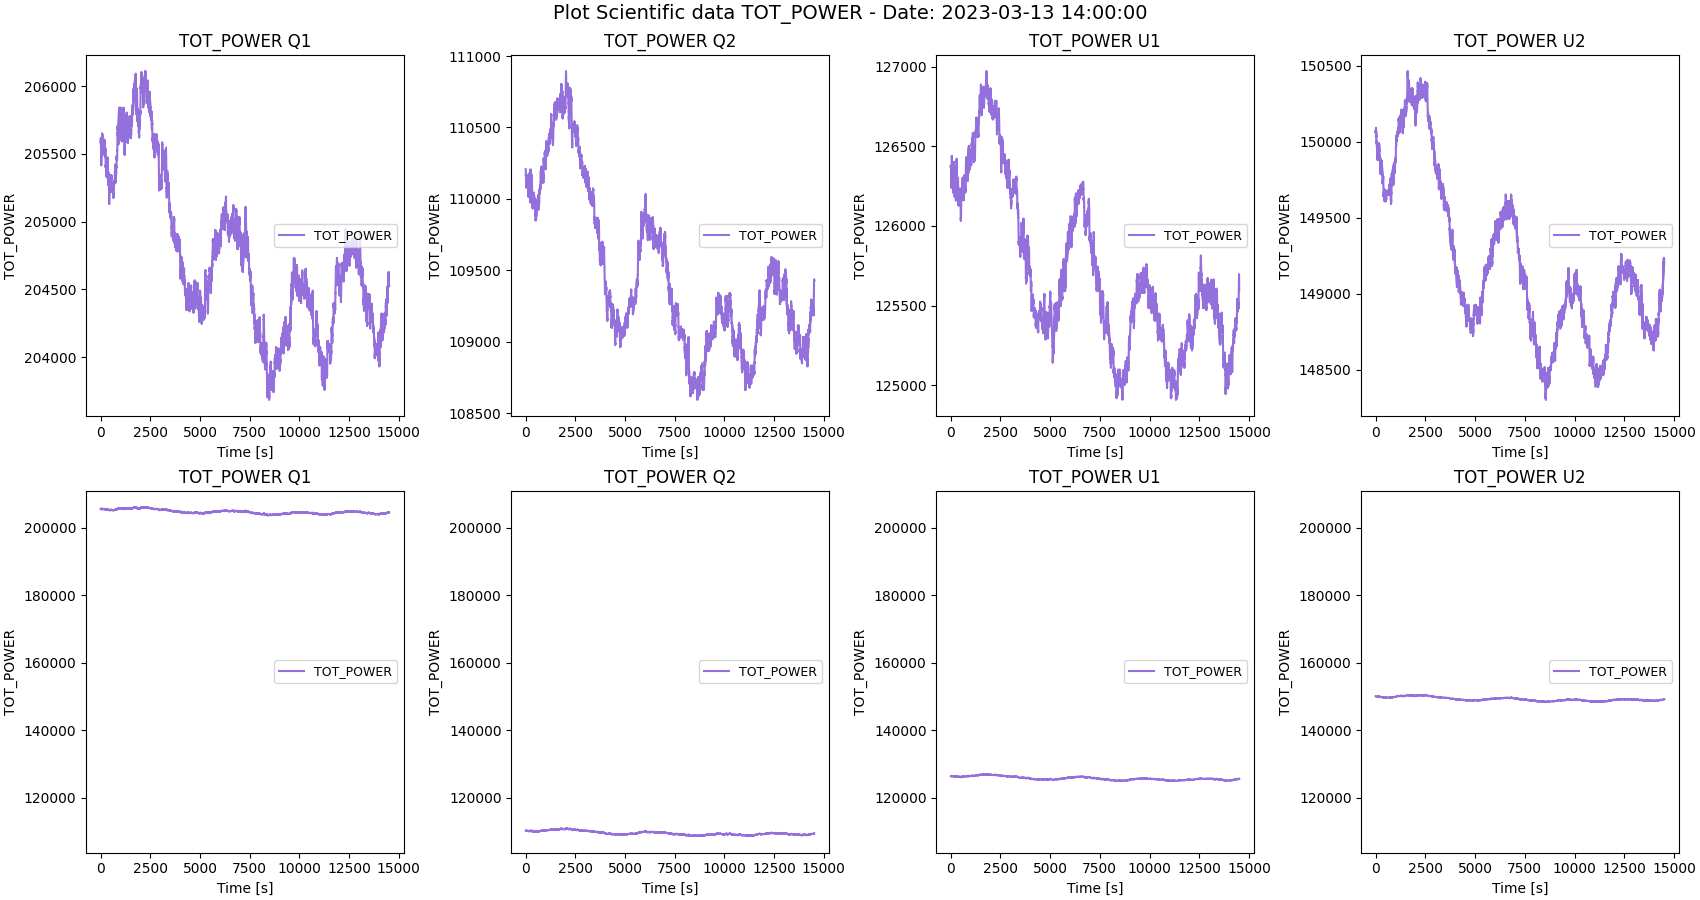 Plot Scientific data TOT_POWER - Date: 2023-03-13 14:00:00
TOT_POWER Q1
TOT_POWER
206000
205500
205000
204500
204000
TOT_POWER
0 2500 5000 7500 10000 12500 15000
Time [s]
TOT_POWER Q2
TOT_POWER
111000
110500
110000
109500
109000
108500
TOT_POWER
0 2500 5000 7500 10000 12500 15000
Time [s]
TOT_POWER U1
TOT_POWER
127000
126500
126000
125500
125000
TOT_POWER
0 2500 5000 7500 10000 12500 15000
Time [s]
TOT_POWER U2
TOT_POWER
150500
150000
149500
149000
148500
TOT_POWER
0 2500 5000 7500 10000 12500 15000
Time [s]
TOT_POWER Q1
TOT_POWER
200000
180000
160000
140000
120000
TOT_POWER
0 2500 5000 7500 10000 12500 15000
Time [s]
TOT_POWER Q2
TOT_POWER
200000
180000
160000
140000
120000
TOT_POWER
0 2500 5000 7500 10000 12500 15000
Time [s]
TOT_POWER U1
TOT_POWER
200000
180000
160000
140000
120000
TOT_POWER
0 2500 5000 7500 10000 12500 15000
Time [s]
TOT_POWER U2
TOT_POWER
200000
180000
160000
140000
120000
TOT_POWER
0 2500 5000 7500 10000 12500 15000
Time [s]